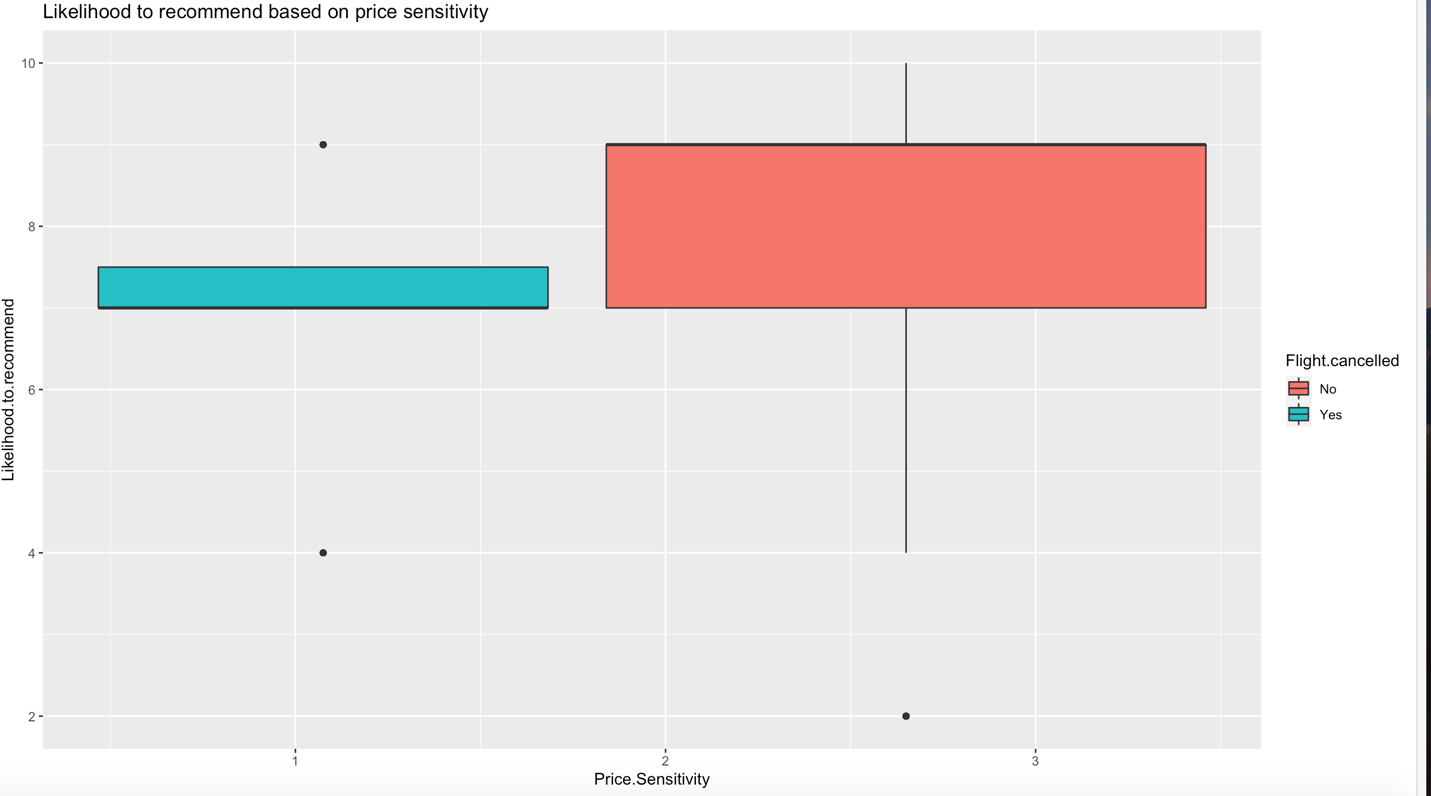 Likelihood to recommend based on price sensitivity
Likelihood.to.recommend
10
8
6
4
2
1
2
3
Price.Sensitivity
Flight.cancelled
No
Yes